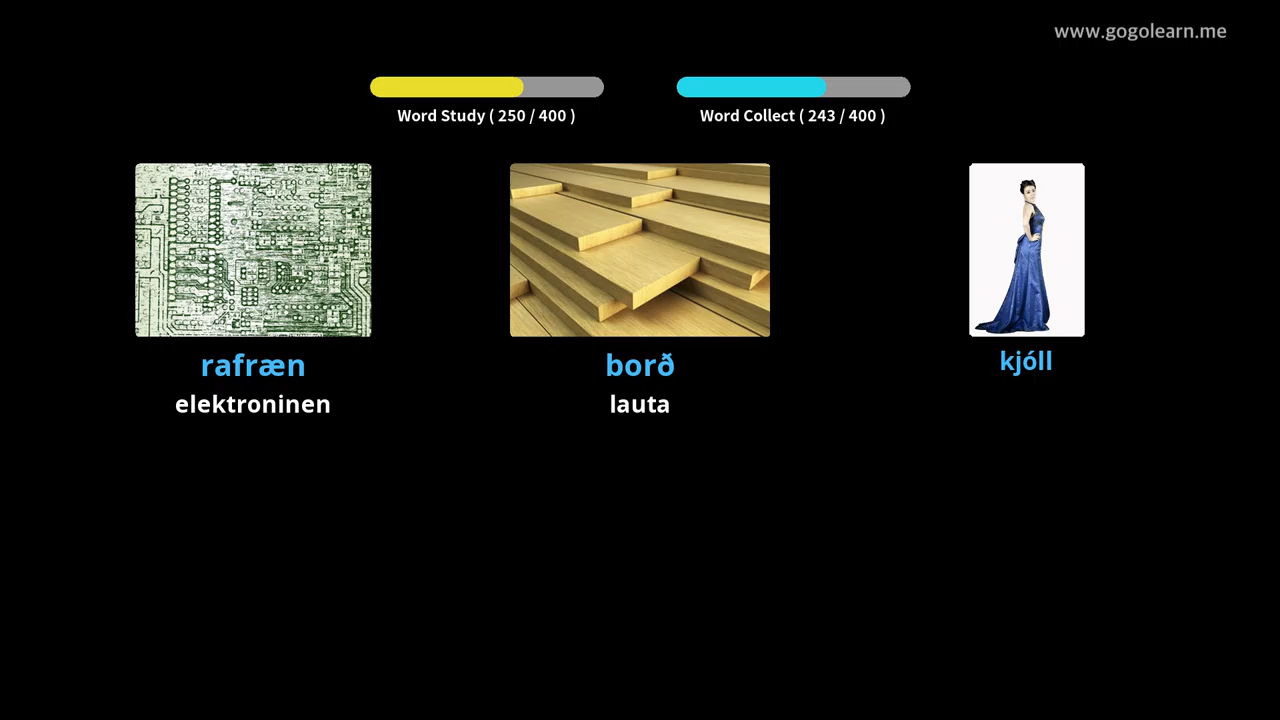 www.gogolearn.me
Word Study ( 250 / 400 )
Word Collect ( 243 / 400 )
rafræn
borð
kjóll
elektroninen
lauta